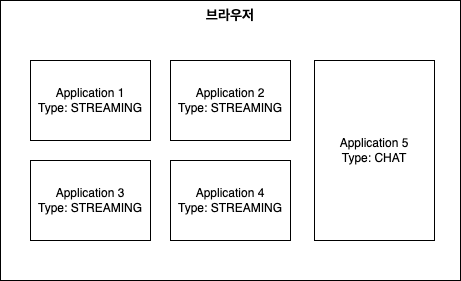 브라우저
Application 1
Type: STREAMING
Application 2
Type: STREAMING
Application 3
Type: STREAMING
Application 4
Type: STREAMING
Application 5
Type: CHAT